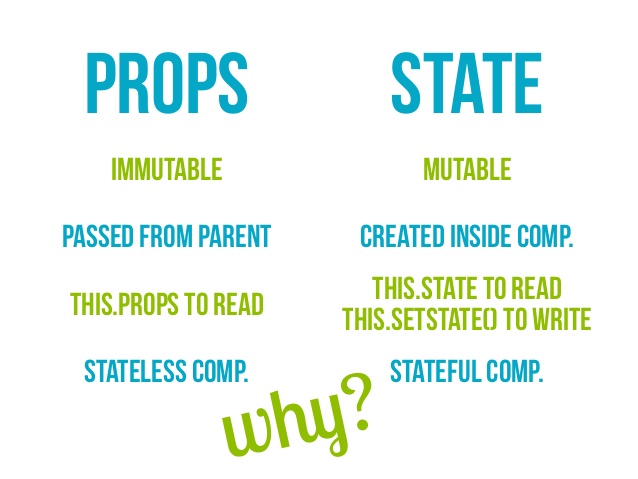 PROPS
STATE
IMMUTABLE
MUTABLE
PASSED FROM PARENT
CREATED INSIDE COMP.
THIS.PROPS TO READ
THIS.STATE TO READ
THIS.SETSTATE() TO WRITE
STATELESS COMP.
STATEFUL COMP.
why?